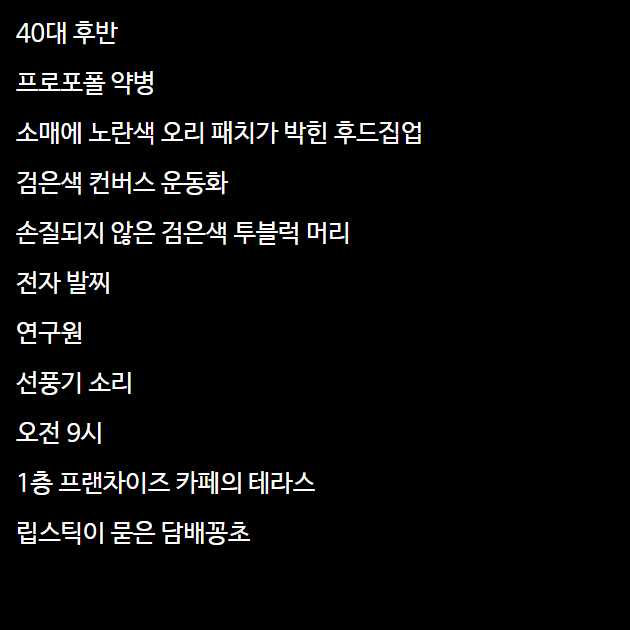 40대 후반
프로포폴 약병
소매에 노란색 오리 패치가 박힌 후드집업
검은색 컨버스 운동화
손질되지 않은 검은색 투블럭 머리
전자 발찌
연구원
선풍기 소리
오전 9시
1층 프랜차이즈 카페의 테라스
립스틱이 묻은 담배꽁초